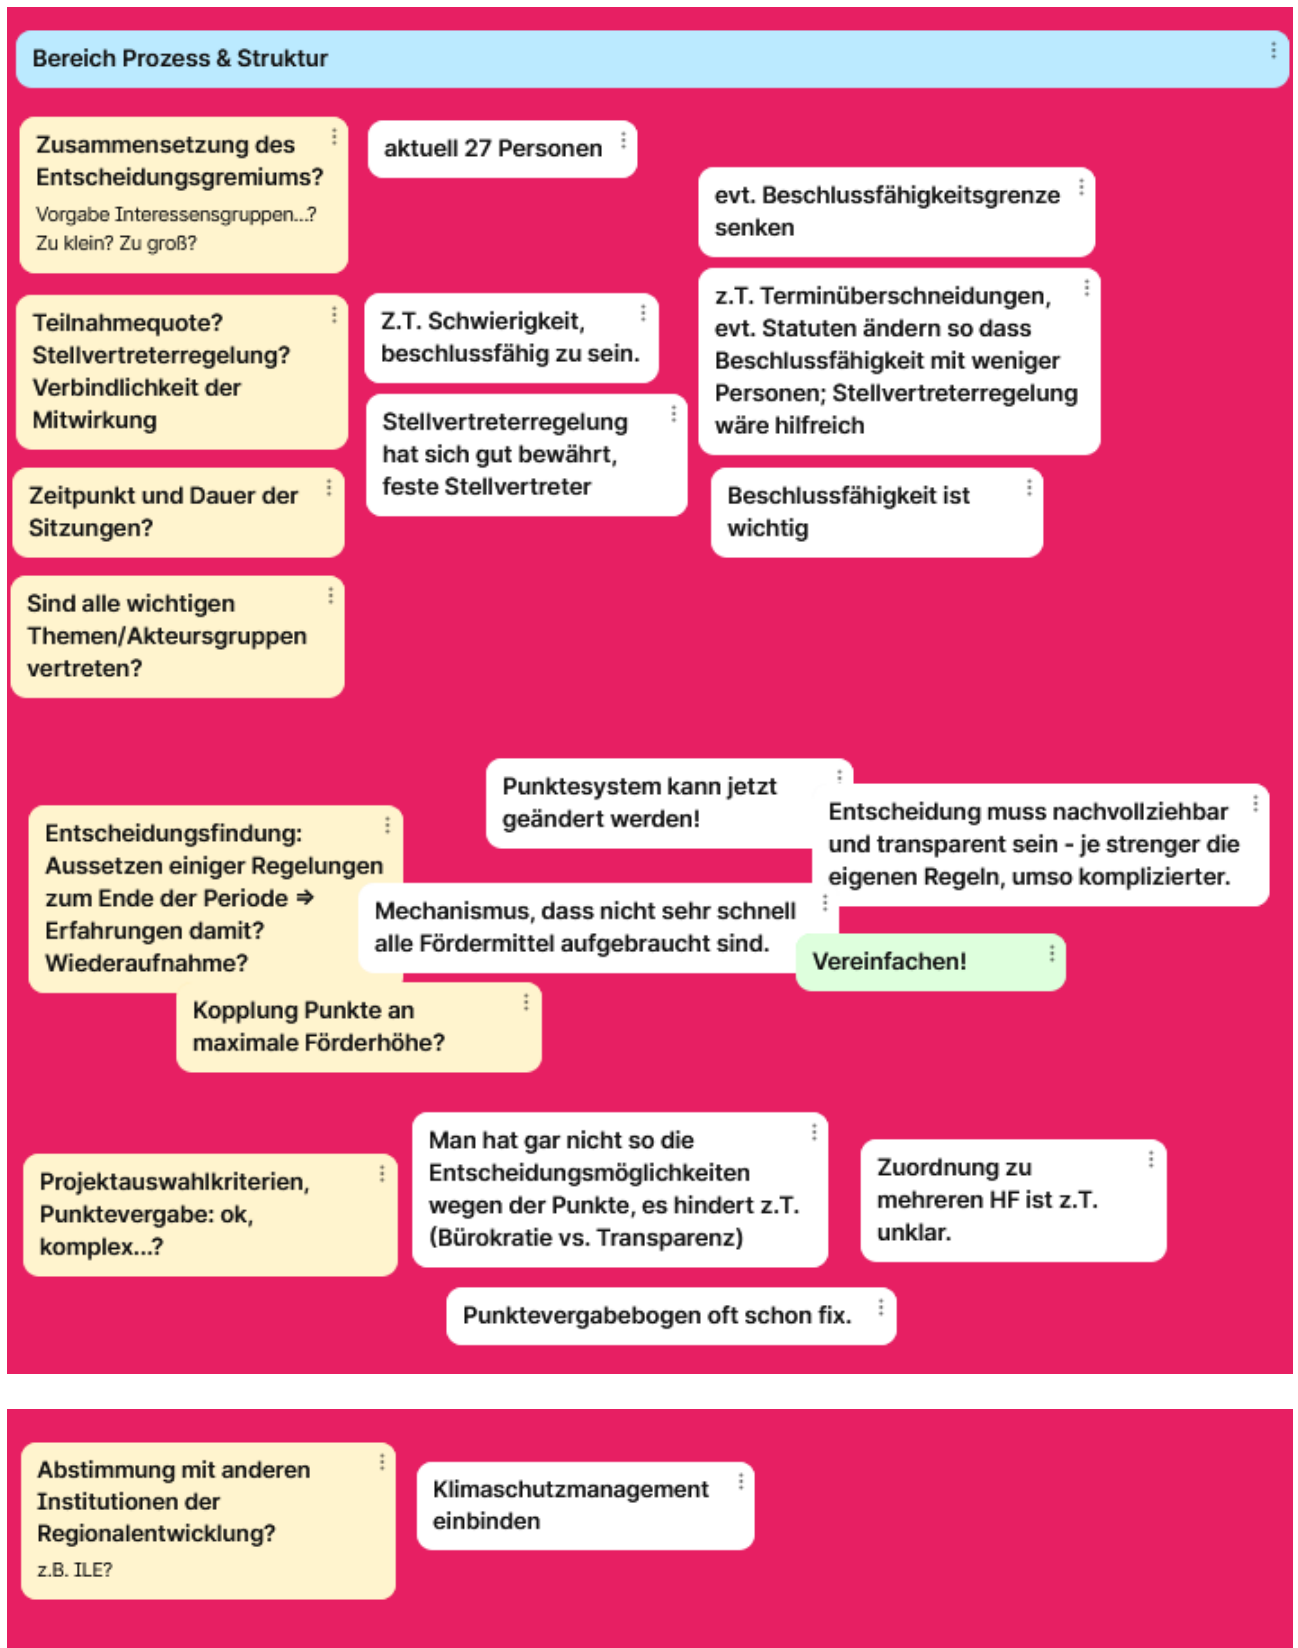 Bereich Prozess & Struktur
Zusammensetzung des
Entscheidungsgremiums?
Vorgabe Interessensgruppen...?
Zu klein? Zu groß?
aktuell 27 Personen
evt. Beschlussfähigkeitsgrenze
senken
Teilnahmequote?
Stellvertreterregelung?
Verbindlichkeit der
Mitwirkung
Z.T. Schwierigkeit,
beschlussfähig zu sein.
z.T. Terminüberschneidungen,
evt. Statuten ändern so dass
Beschlussfähigkeit mit weniger
Personen; Stellvertreterregelung
wäre hilfreich
Stellvertreterregelung
hat sich gut bewährt,
feste Stellvertreter
Zeitpunkt und Dauer der
Sitzungen?
Beschlussfähigkeit ist
wichtig
Sind alle wichtigen
Themen/Akteursgruppen
vertreten?
Punktesystem kann jetzt
geändert werden!
Entscheidung muss nachvollziehbar
und transparent sein - je strenger die
eigenen Regeln, umso komplizierter.
Entscheidungsfindung:
Aussetzen einiger Regelungen
zum Ende der Periode ⇒
Erfahrungen damit?
Wiederaufnahme?
Mechanismus, dass nicht sehr schnell
alle Fördermittel aufgebraucht sind.
Vereinfachen!
Kopplung Punkte an
maximale Förderhöhe?
Projektauswahlkriterien,
Punktevergabe: ok,
komplex...?
Man hat gar nicht so die
Entscheidungsmöglichkeiten
wegen der Punkte, es hindert z.T.
(Bürokratie vs. Transparenz)
Zuordnung zu
mehreren HF ist z.T.
unklar.
Punktevergabebogen oft schon fix.
Abstimmung mit anderen
Institutionen der
Regionalentwicklung?
z.B. ILE?
Klimaschutzmanagement
einbinden